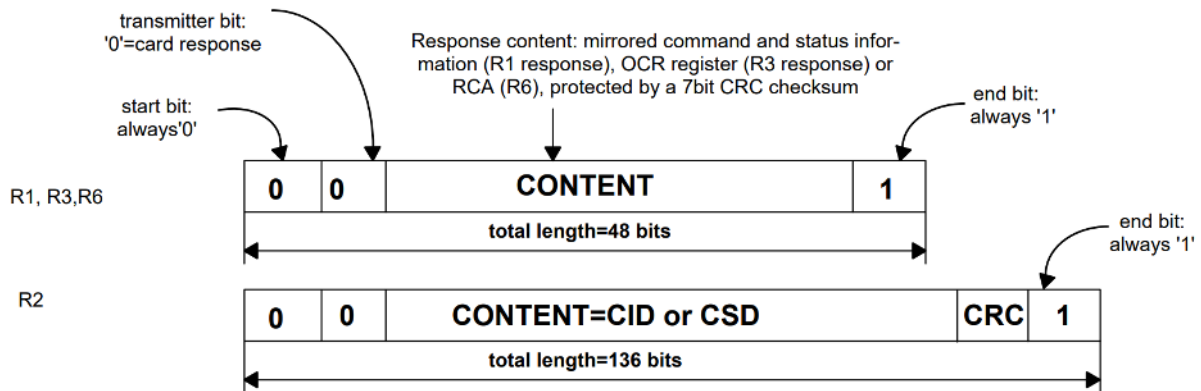 transmitter bit:
'0'=card response
Response content: mirrored command and status infor-
mation (R1 response), OCR register (R3 response) or
RCA (R6), protected by a 7bit CRC checksum
start bit:
always'0'
end bit:
always '1'
R1, R3,R6
0 0 CONTENT 1
total length=48 bits
end bit:
always '1'
R2
0 0 CONTENT=CID or CSD CRC 1
total length=136 bits